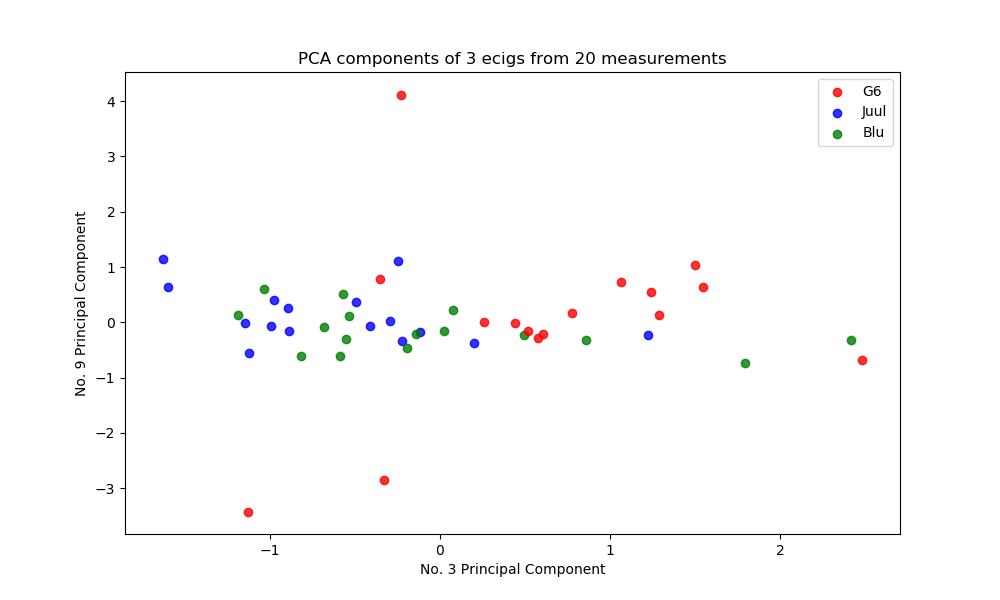 PCA components of 3 ecigs from 20 measurements
G6
Juul
Blu
4
3
2
1
0
−1
−2
−3
No. 9 Principal Component
−1
0
1
2
No. 3 Principal Component